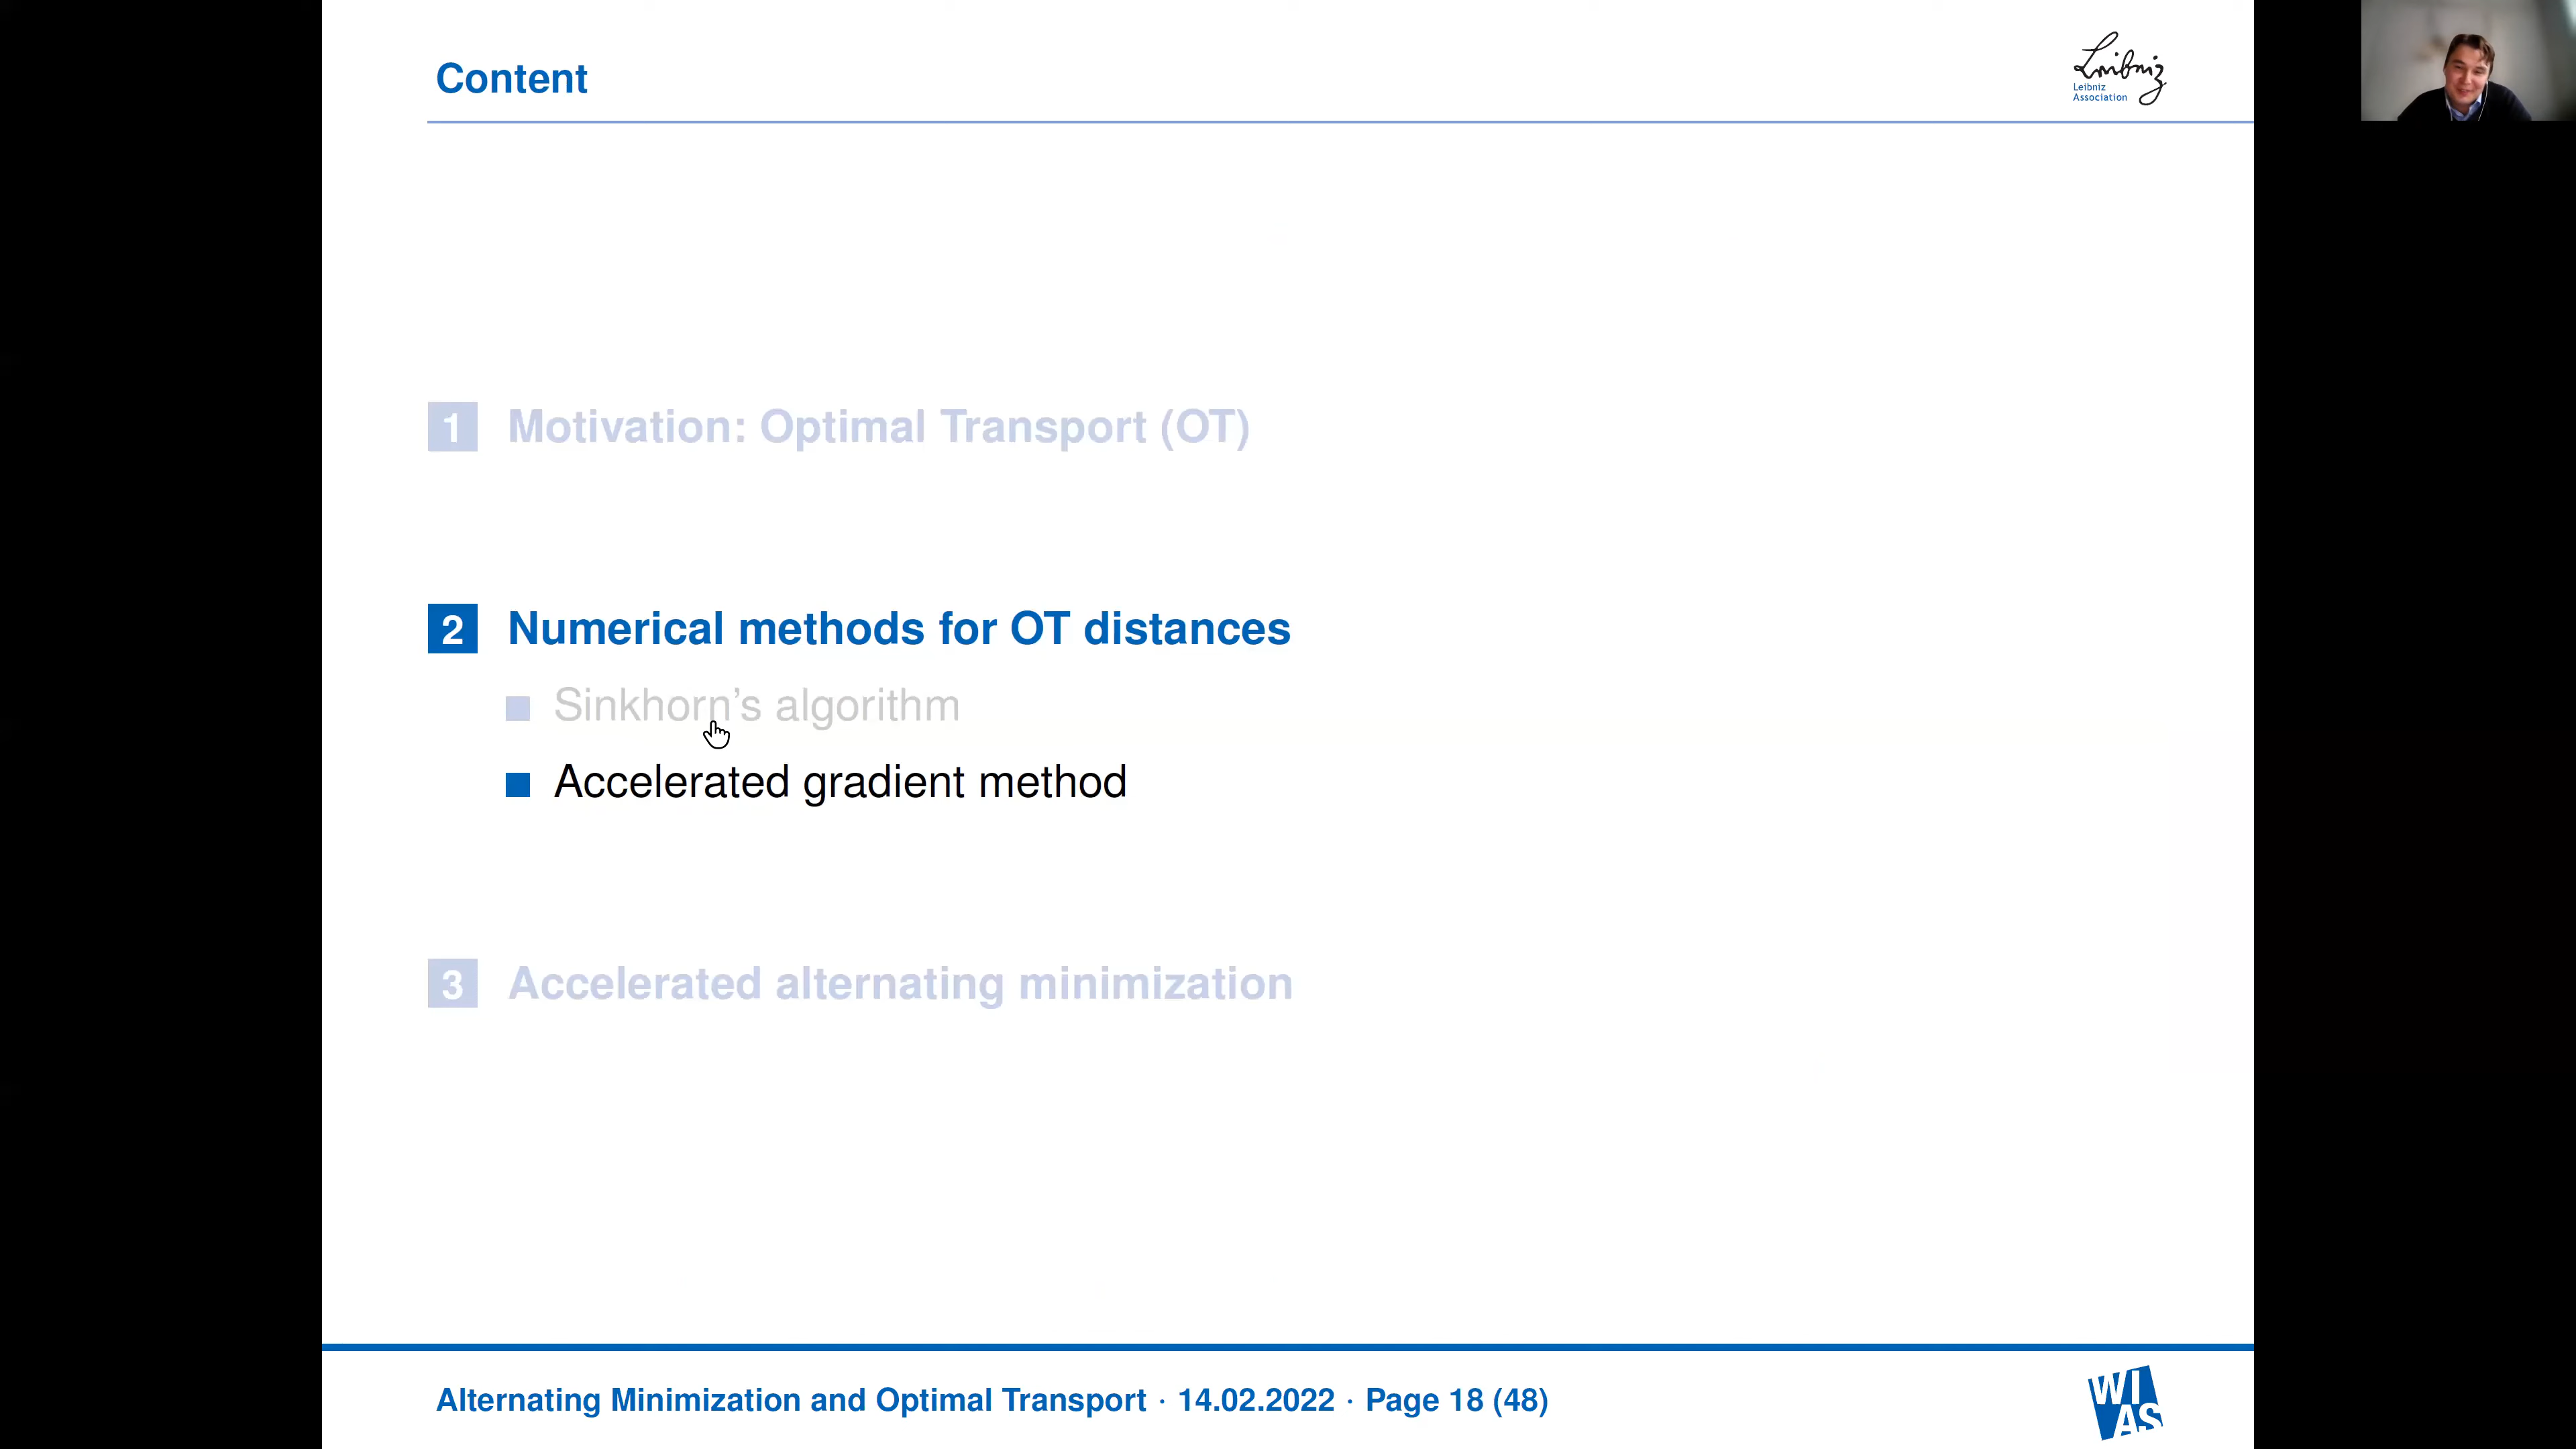 Content
Leibniz
Leibniz
Association
1 Motivation: Optimal Transport (OT)
2 Numerical methods for OT distances
Sinkhorn's algorithm
Accelerated gradient method
3 Accelerated alternating minimization
Alternating Minimization and Optimal Transport · 14.02.2022 · Page 18 (48)
WI
AS